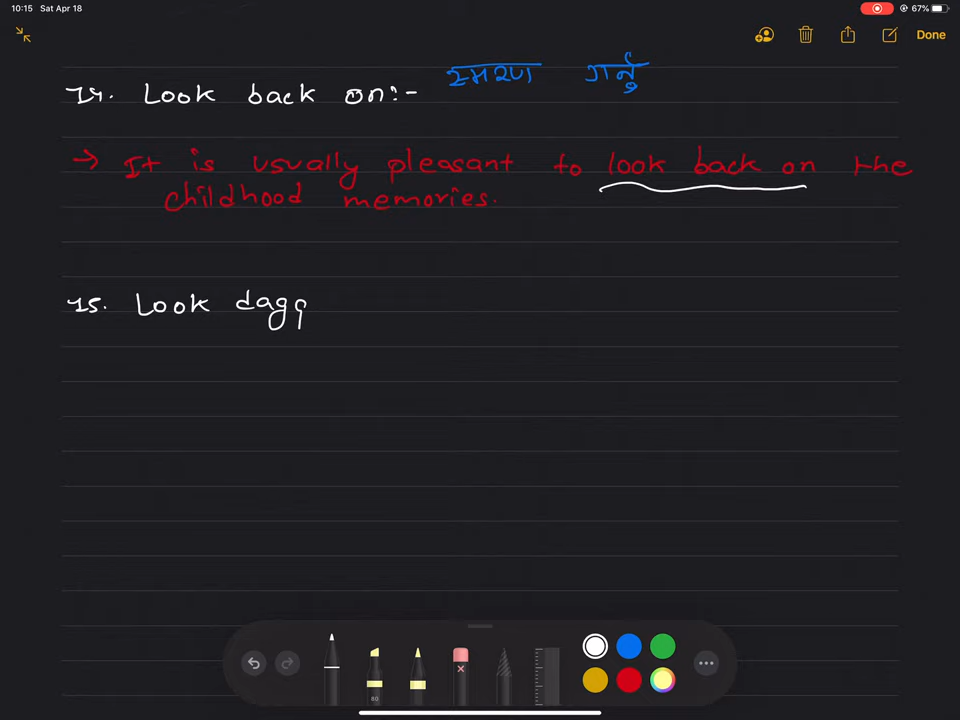 10:15 Sat Apr 18
67%
Done
स्मरण गर्नु
14. Look back on:-
→ It is usually pleasant to look back on the
childhood memories.
15. Look dagg
80